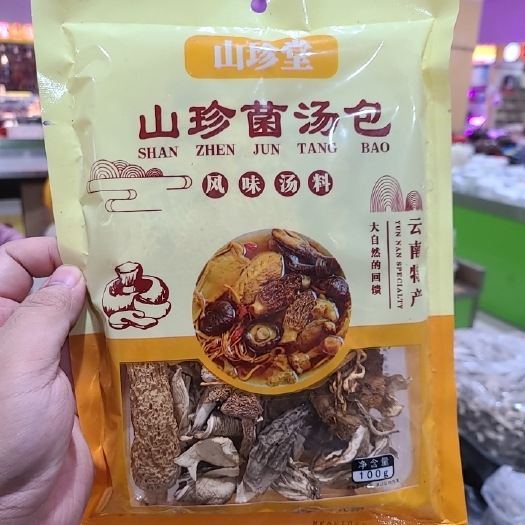 山珍堂
山珍菌汤包
SHAN ZHEN JUN TANG BAO
风味汤料
云南特产
YUN NAN SPECIALTY
大自然的回馈
净含量
100g